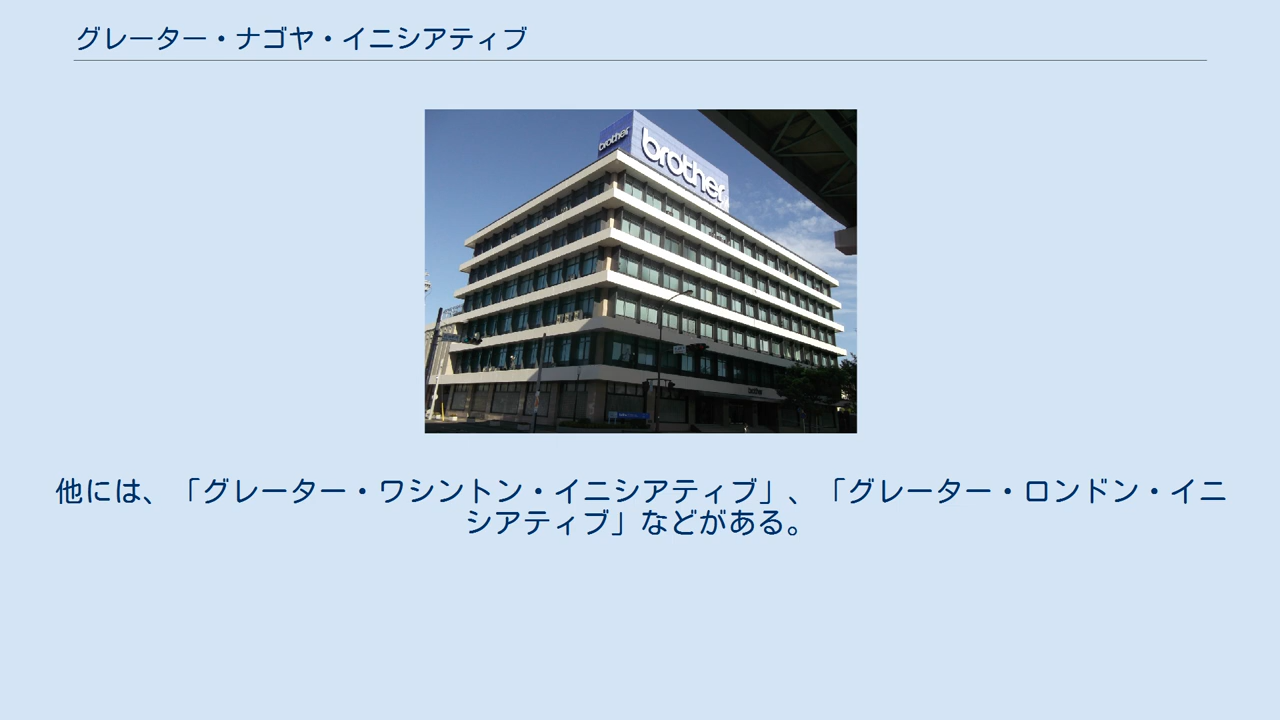 グレーター・ナゴヤ・イニシアティブ
brother
brother
他には、「グレーター・ワシントン・イニシアティブ」、「グレーター・ロンドン・イニ
シアティブ」などがある。